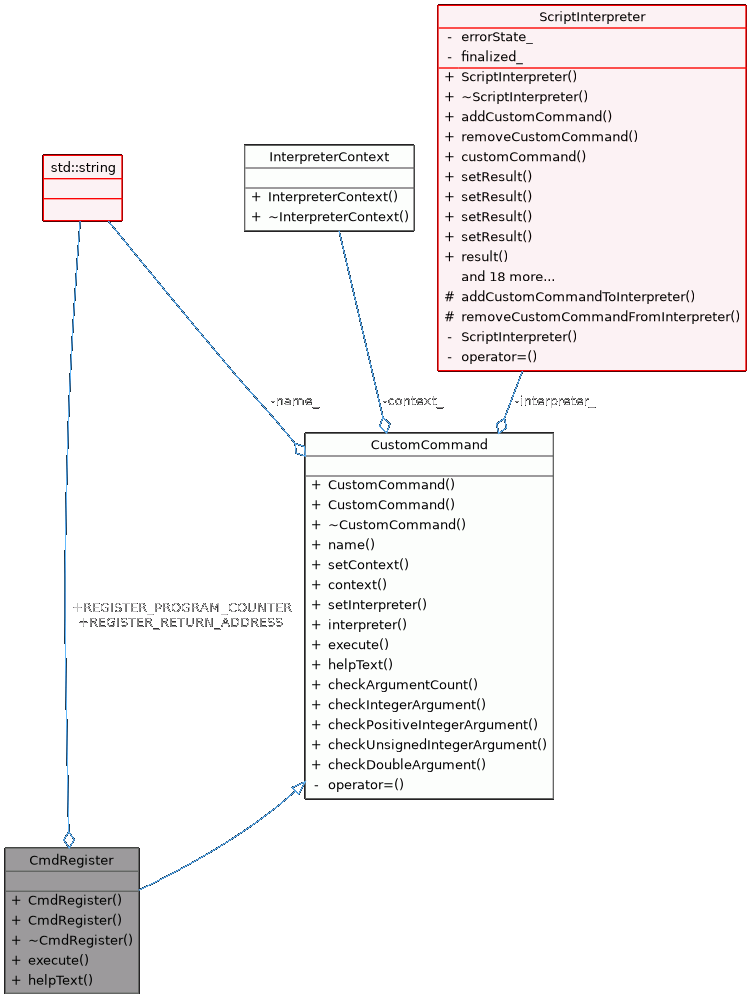 ScriptInterpreter
- errorState_
- finalized_
+ ScriptInterpreter()
+ ~ScriptInterpreter()
+ addCustomCommand()
+ removeCustomCommand()
+ customCommand()
+ setResult()
+ setResult()
+ setResult()
+ setResult()
+ result()
and 18 more...
# addCustomCommandToInterpreter()
# removeCustomCommandFromInterpreter()
- ScriptInterpreter()
- operator=()
InterpreterContext
+ InterpreterContext()
+ ~InterpreterContext()
std::string
-name_
-context_
-interpreter_
CustomCommand
+ CustomCommand()
+ CustomCommand()
+ ~CustomCommand()
+ name()
+ setContext()
+ context()
+ setInterpreter()
+ interpreter()
+ execute()
+ helpText()
+ checkArgumentCount()
+ checkIntegerArgument()
+ checkPositiveIntegerArgument()
+ checkUnsignedIntegerArgument()
+ checkDoubleArgument()
- operator=()
+REGISTER_PROGRAM_COUNTER
+REGISTER_RETURN_ADDRESS
CmdRegister
+ CmdRegister()
+ CmdRegister()
+ ~CmdRegister()
+ execute()
+ helpText()